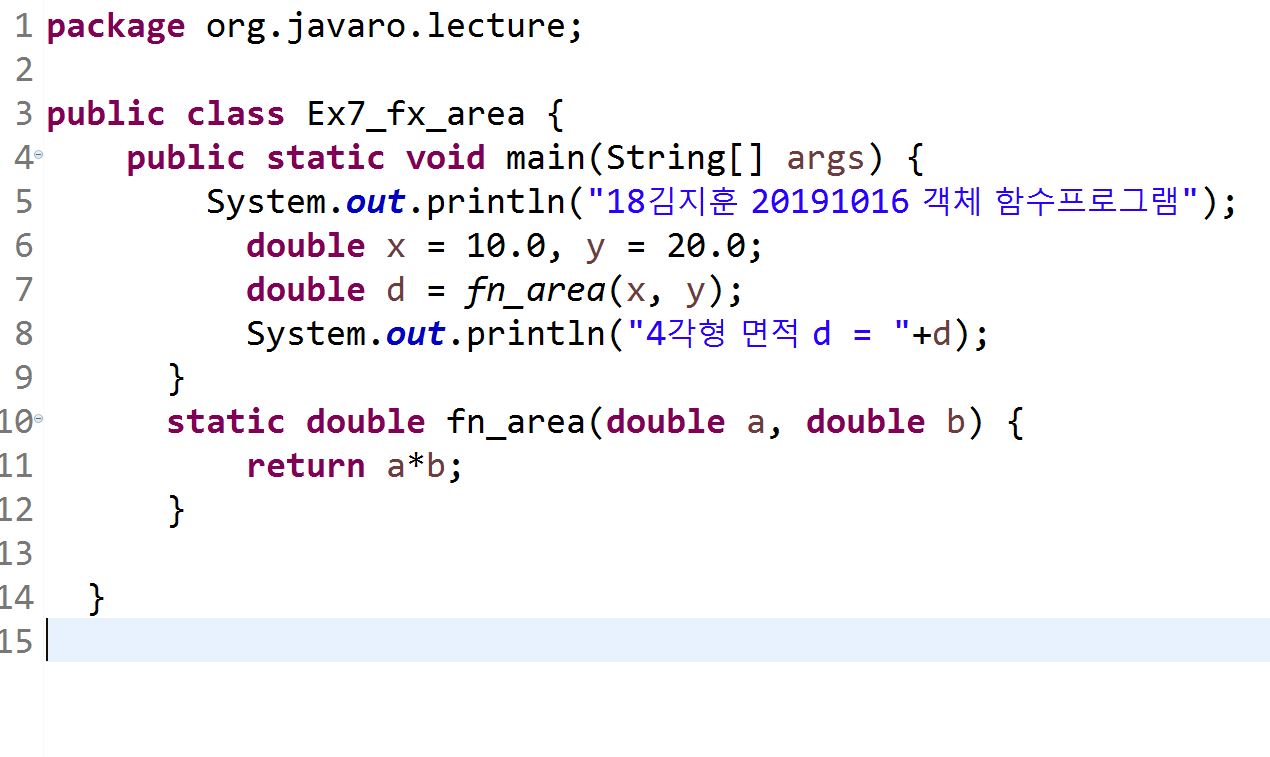 1 package org.javaro.lecture;
2
3 public class Ex7_fx_area {
4 public static void main(String[] args) {
5 System.out.println("18김지훈 20191016 객체 함수프로그램");
6 double x = 10.0, y = 20.0;
7 double d = fn_area(x, y);
8 System.out.println("4각형 면적 d = "+d);
9 }
10 static double fn_area(double a, double b) {
11 return a*b;
12 }
13
14 }
15